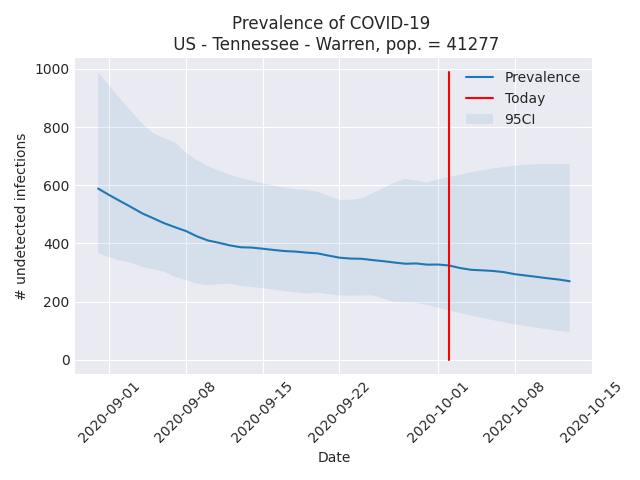 Prevalence of COVID-19
US - Tennessee - Warren, pop. = 41277
1000
800
600
400
200
0
# undetected infections
Prevalence
Today
95CI
2020-09-01
2020-09-08
2020-09-15
2020-09-22
2020-10-01
2020-10-08
2020-10-15
Date